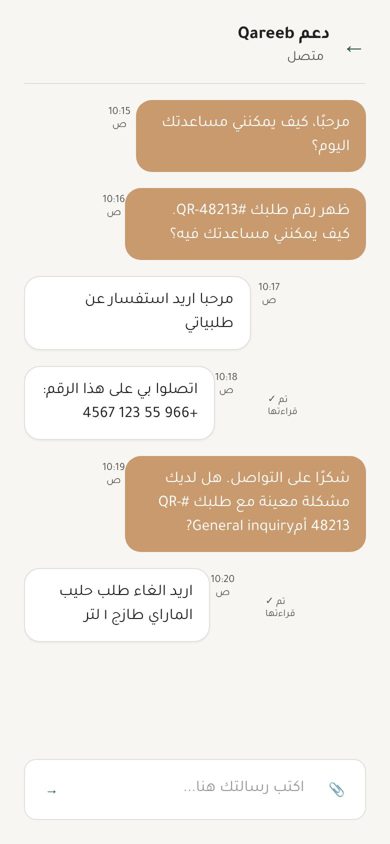 دعم Qareeb
متصل
10:15
ص
مرحبًا، كيف يمكنني مساعدتك
اليوم؟
10:16
ص
ظهر رقم طلبك #QR-48213.
كيف يمكنني مساعدتك فيه؟
مرحبا اريد استفسار عن
طلبياتي
10:17
ص
اتصلوا بي على هذا الرقم:
+966 55 123 4567
10:18
ص
تم ✓
قراءتها
10:19
ص
شكرًا على التواصل. هل لديك
مشكلة معينة مع طلبك #QR-
48213 أم General inquiry؟
اريد الغاء طلب حليب
الماراي طازج ١ لتر
10:20
ص
تم ✓
قراءتها
اكتب رسالتك هنا...